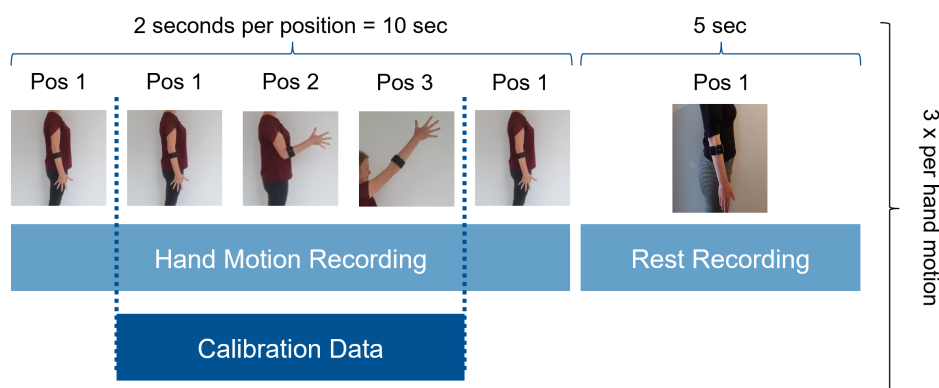 2 seconds per position = 10 sec
5 sec
Pos 1
Pos 1
Pos 2
Pos 3
Pos 1
Pos 1
Hand Motion Recording
Rest Recording
Calibration Data
3 x per hand motion